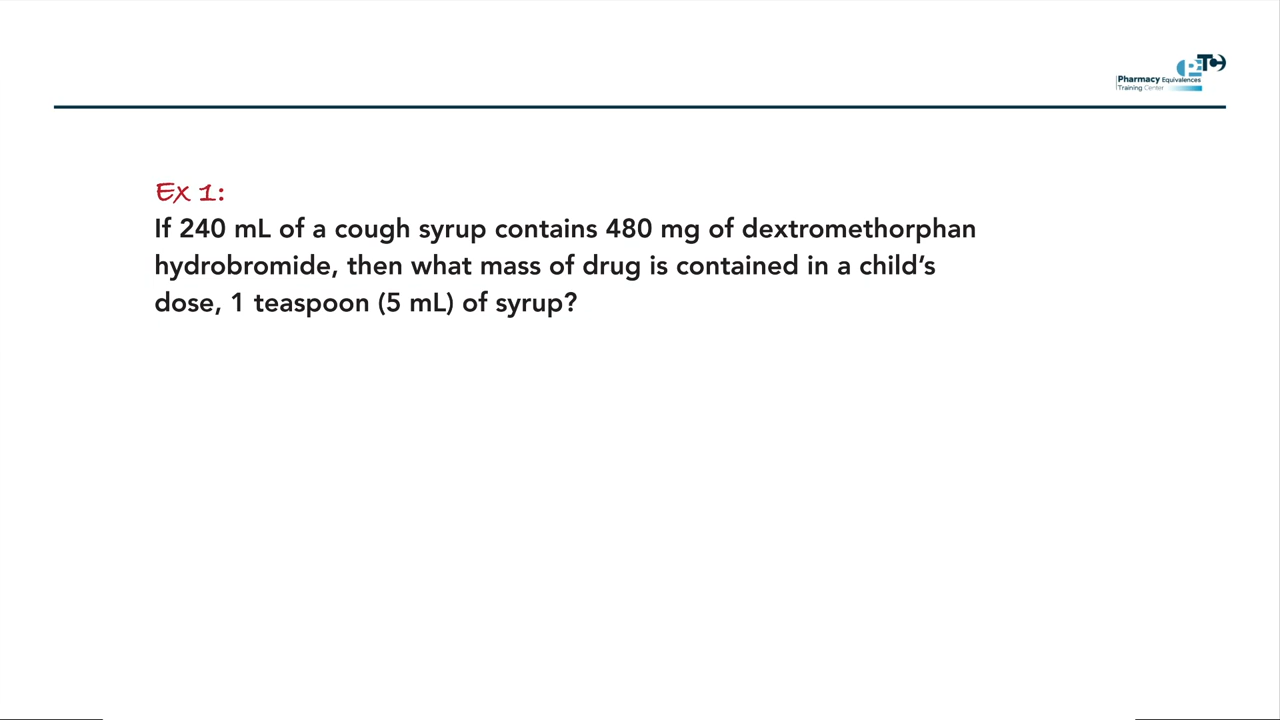 PTC
Pharmacy Equivalences
Training Center
Ex 1:
If 240 mL of a cough syrup contains 480 mg of dextromethorphan
hydrobromide, then what mass of drug is contained in a child’s
dose, 1 teaspoon (5 mL) of syrup?